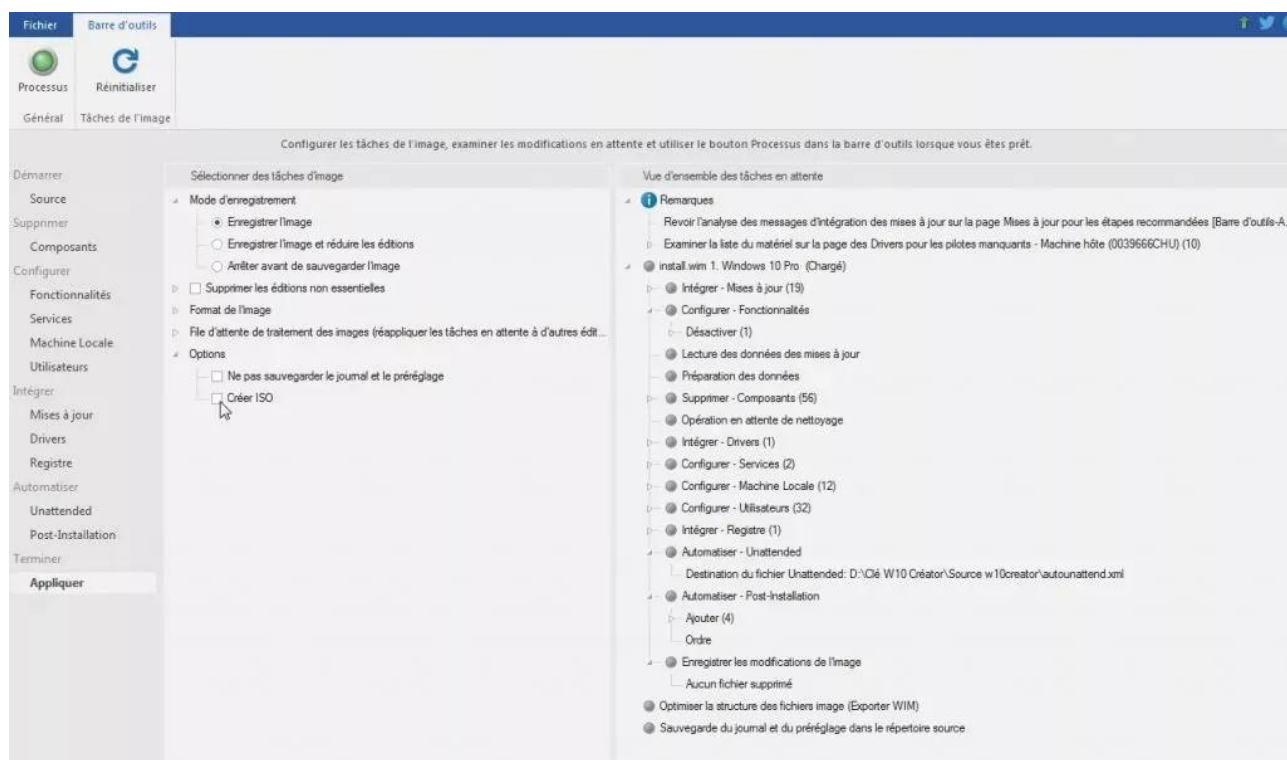 Fichier
Barre d'outils
Processus
Réinitialiser
Général
Tâches de l'image
Configurer les tâches de l'image, examiner les modifications en attente et utiliser le bouton Processus dans la barre d'outils lorsque vous êtes prêt.
Démarrer
Source
Supprimer
Composants
Configurer
Fonctionnalités
Services
Machine Locale
Utilisateurs
Intégrer
Mises à jour
Drivers
Registre
Automatiser
Unattended
Post-Installation
Terminer
Appliquer
Sélectionner des tâches d'image
Mode d'enregistrement
Enregistrer l'image
Enregistrer l'image et réduire les éditions
Arrêter avant de sauvegarder l'image
Supprimer les éditions non essentielles
Format de l'image
File d'attente de traitement des images (réappliquer les tâches en attente à d'autres édit...
Options
Ne pas sauvegarder le journal et le préréglage
Créer ISO
Vue d'ensemble des tâches en attente
Remarques
Revoir l'analyse des messages d'intégration des mises à jour sur la page Mises à jour pour les étapes recommandées [Barre d'outils-A.
Examiner la liste du matériel sur la page des Drivers pour les pilotes manquants - Machine hôte (0039666CHU) (10)
install.wim 1. Windows 10 Pro (Chargé)
Intégrer - Mises à jour (19)
Configurer - Fonctionnalités
Désactiver (1)
Lecture des données des mises à jour
Préparation des données
Supprimer - Composants (56)
Opération en attente de nettoyage
Intégrer - Drivers (1)
Configurer - Services (2)
Configurer - Machine Locale (12)
Configurer - Utilisateurs (32)
Intégrer - Registre (1)
Automatiser - Unattended
Destination du fichier Unattended: D:\Clé W10 Créator\Source w10creator\autounattend.xml
Automatiser - Post-Installation
Ajouter (4)
Ordre
Enregistrer les modifications de l'image
Aucun fichier supprimé
Optimiser la structure des fichiers image (Exporter WIM)
Sauvegarde du journal et du préréglage dans le répertoire source